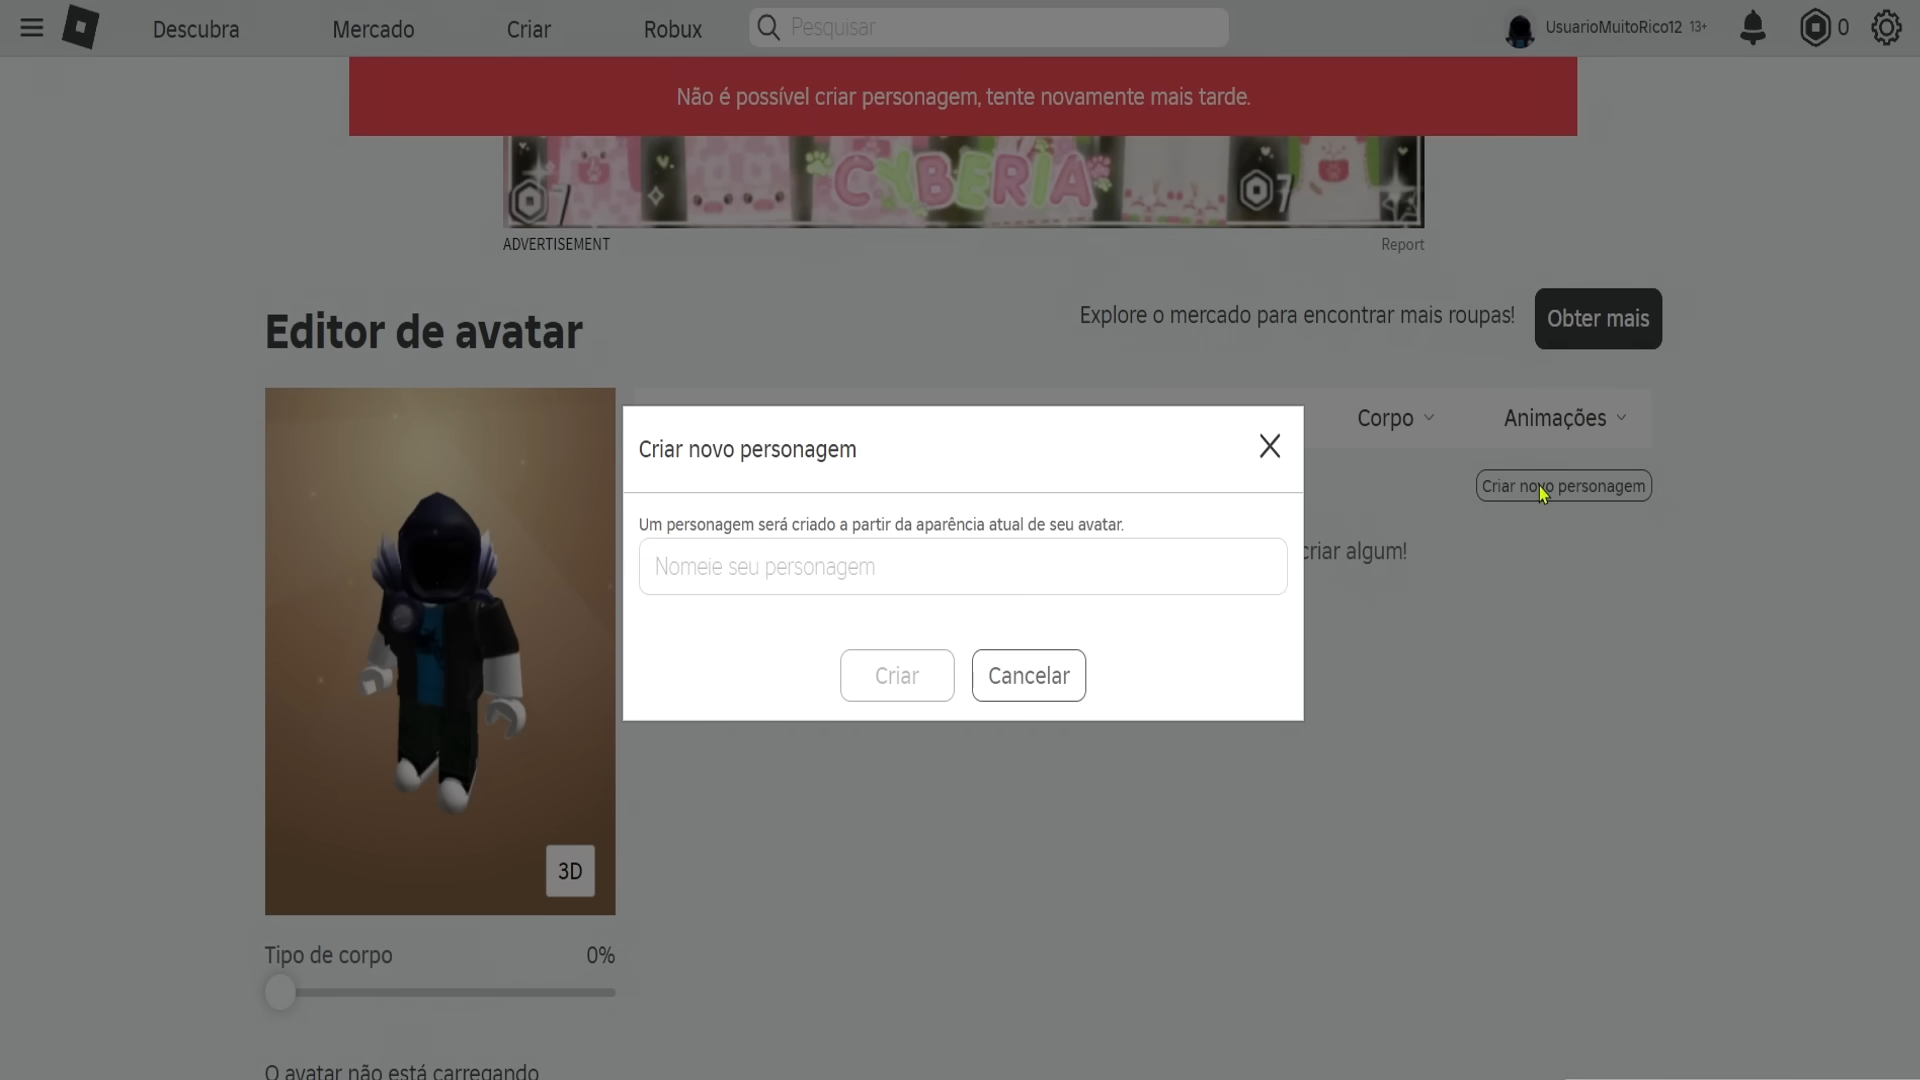 Descubra
Mercado
Criar
Robux
Pesquisar
UsuarioMuitoRico12 13+
0
Não é possível criar personagem, tente novamente mais tarde.
CYBERIA
7
7
ADVERTISEMENT
Report
Editor de avatar
Explore o mercado para encontrar mais roupas!
Obter mais
Corpo
Animações
Criar novo personagem
Criar novo personagem
Um personagem será criado a partir da aparência atual de seu avatar.
criar algum!
Nomeie seu personagem
Criar
Cancelar
3D
Tipo de corpo
0%
O avatar não está carregando